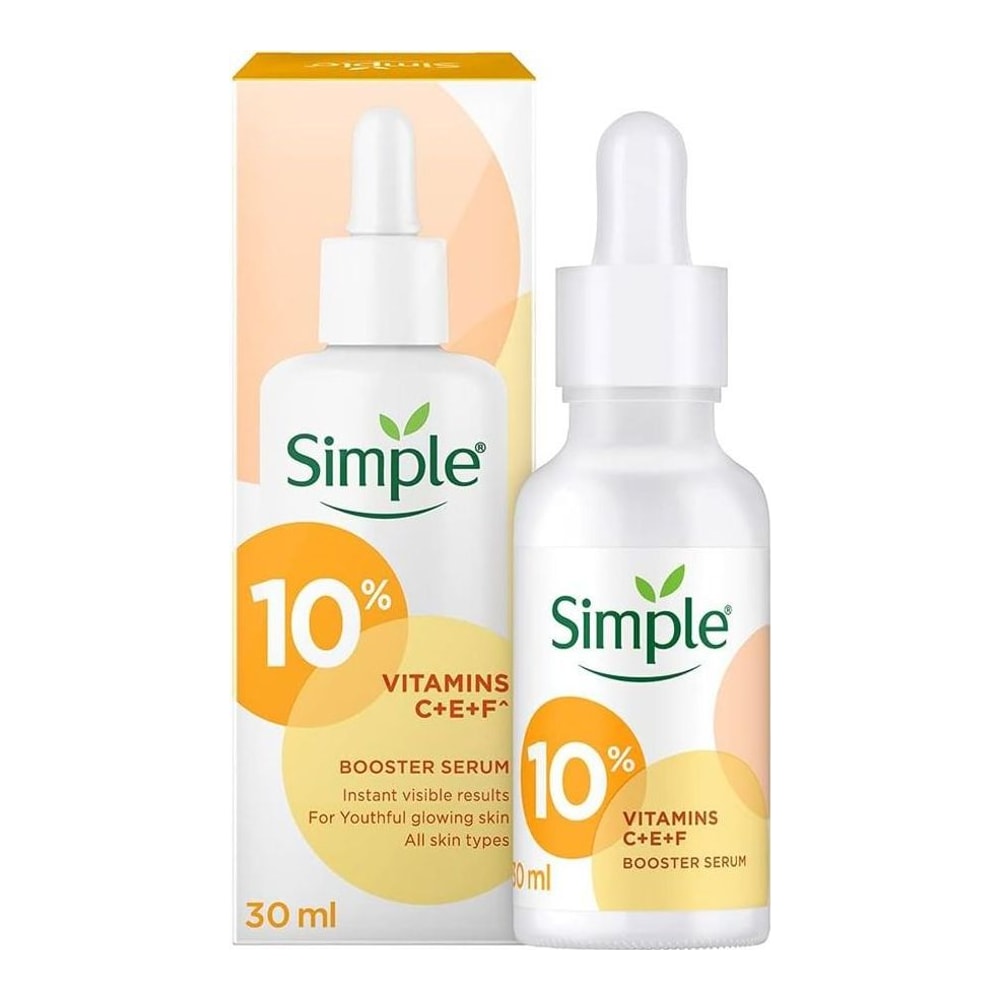 Simple
Simple®
10%
VITAMINS
C+E+F^
BOOSTER SERUM
Instant visible results
For Youthful glowing skin
All skin types
30 ml
Simple®
10%
VITAMINS
C+E+F
BOOSTER SERUM
30 ml